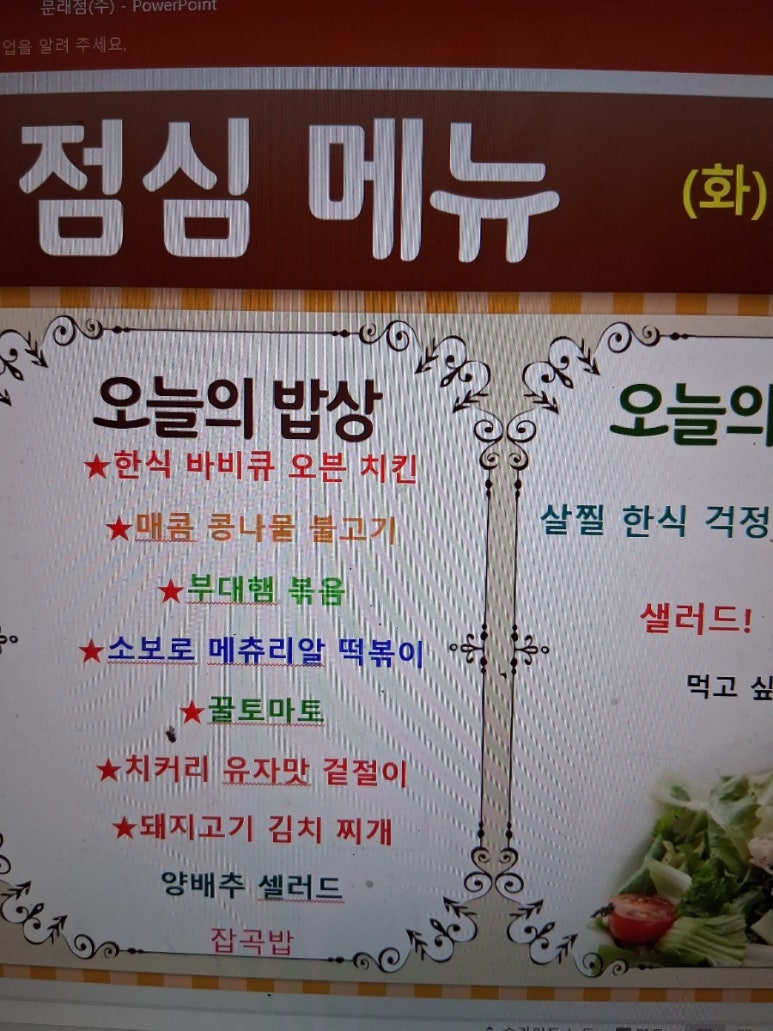 문래점(주) - PowerPoint
업을 알려 주세요.
점심 메뉴
(화)
오늘의 밥상
★한식 바비큐 오븐 치킨
★매콤 콩나물 불고기
★부대햄 볶음
★소보로 메츄리알 떡볶이
★꿀토마토
★치커리 유자맛 겉절이
★돼지고기 김치 찌개
양배추 셀러드
잡곡밥
오늘의
살찔 한식 걱정
샐러드!
먹고 싶